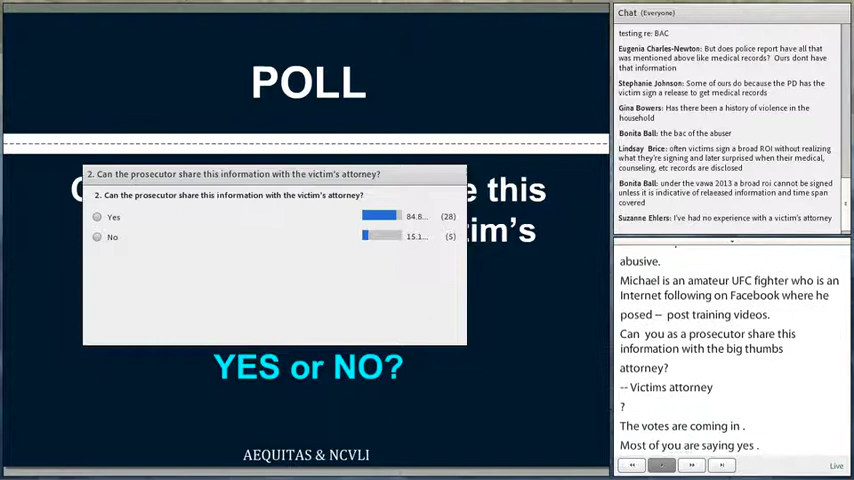 POLL
2. Can the prosecutor share this information with the victim's attorney?
2. Can the prosecutor share this information with the victim's attorney?
Yes 84.8... (28)
No 15.1... (5)
e this
tim's
YES or NO?
AEQUITAS & NCVLI
Chat (Everyone)
testing re: BAC
Eugenia Charles-Newton: But does police report have all that
was mentioned above like medical records? Ours dont have
that information
Stephanie Johnson: Some of ours do because the PD has the
victim sign a release to get medical records
Gina Bowers: Has there been a history of violence in the
household
Bonita Ball: the bac of the abuser
Lindsay Brice: often victims sign a broad ROI without realizing
what they're signing and later surprised when their medical,
counseling, etc records are disclosed
Bonita Ball: under the vawa 2013 a broad roi cannot be signed
unless it is indicative of relaeased information and time span
covered
Suzanne Ehlers: I've had no experience with a victim's attorney
abusive.
Michael is an amateur UFC fighter who is an
Internet following on Facebook where he
posed -- post training videos.
Can you as a prosecutor share this
information with the big thumbs
attorney?
-- Victims attorney
?
The votes are coming in .
Most of you are saying yes .
Live